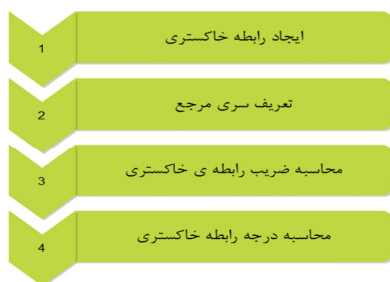 1
ایجاد رابطه خاکستری
2
تعریف سری مرجع
3
محاسبه ضریب رابطه ی خاکستری
4
محاسبه درجه رابطه خاکستری